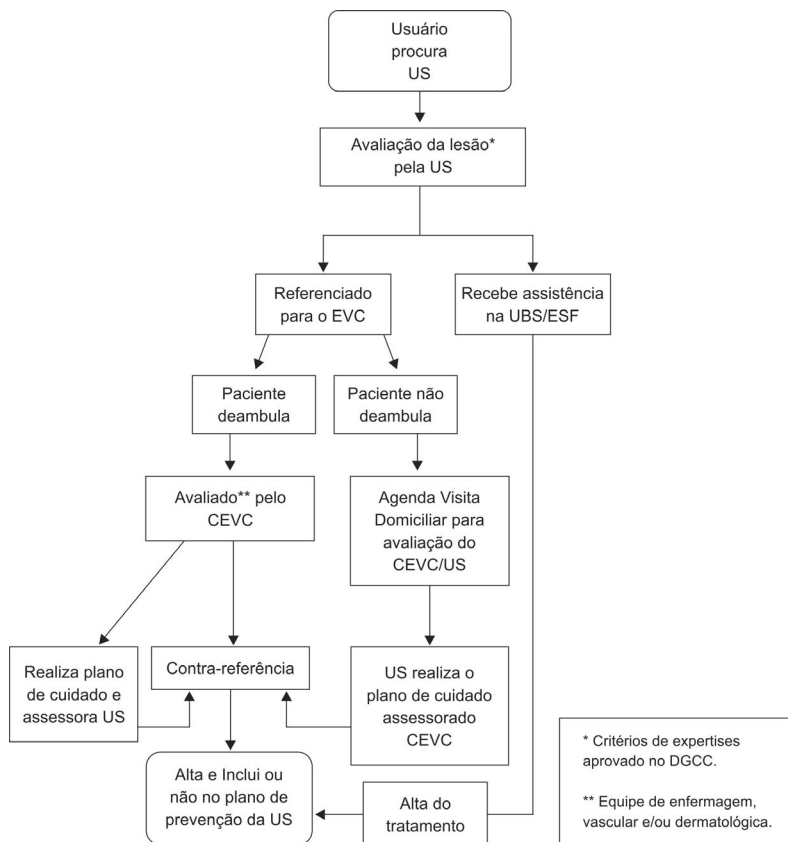 Usuário
procura
US
Avaliação da lesão*
pela US
Referenciado
para o EVC
Recebe assistência
na UBS/ESF
Paciente
deambula
Paciente não
deambula
Avaliado** pelo
CEVC
Agenda Visita
Domiciliar para
avaliação do
CEVC/US
Realiza plano
de cuidado e
assessora US
Contra-referência
US realiza o
plano de cuidado
assessorado
CEVC
Alta e Inclui ou
não no plano de
prevenção da US
Alta do
tratamento
* Critérios de expertises
aprovado no DGCC.
** Equipe de enfermagem,
vascular e/ou dermatológica.